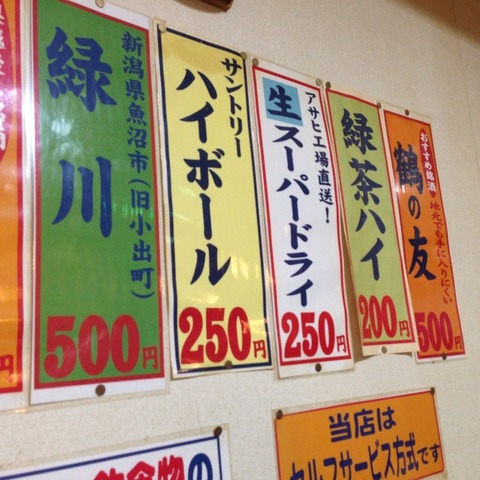 新潟県魚沼市(旧小出町)
緑川
500円
サントリー
ハイボール
250円
アサヒ工場直送!
生スーパードライ
250円
緑茶ハイ
200円
おすすめ銘酒 地元でも手に入りにくい
鶴の友
500円
飲食物の
当店は
セルフサービス方式です